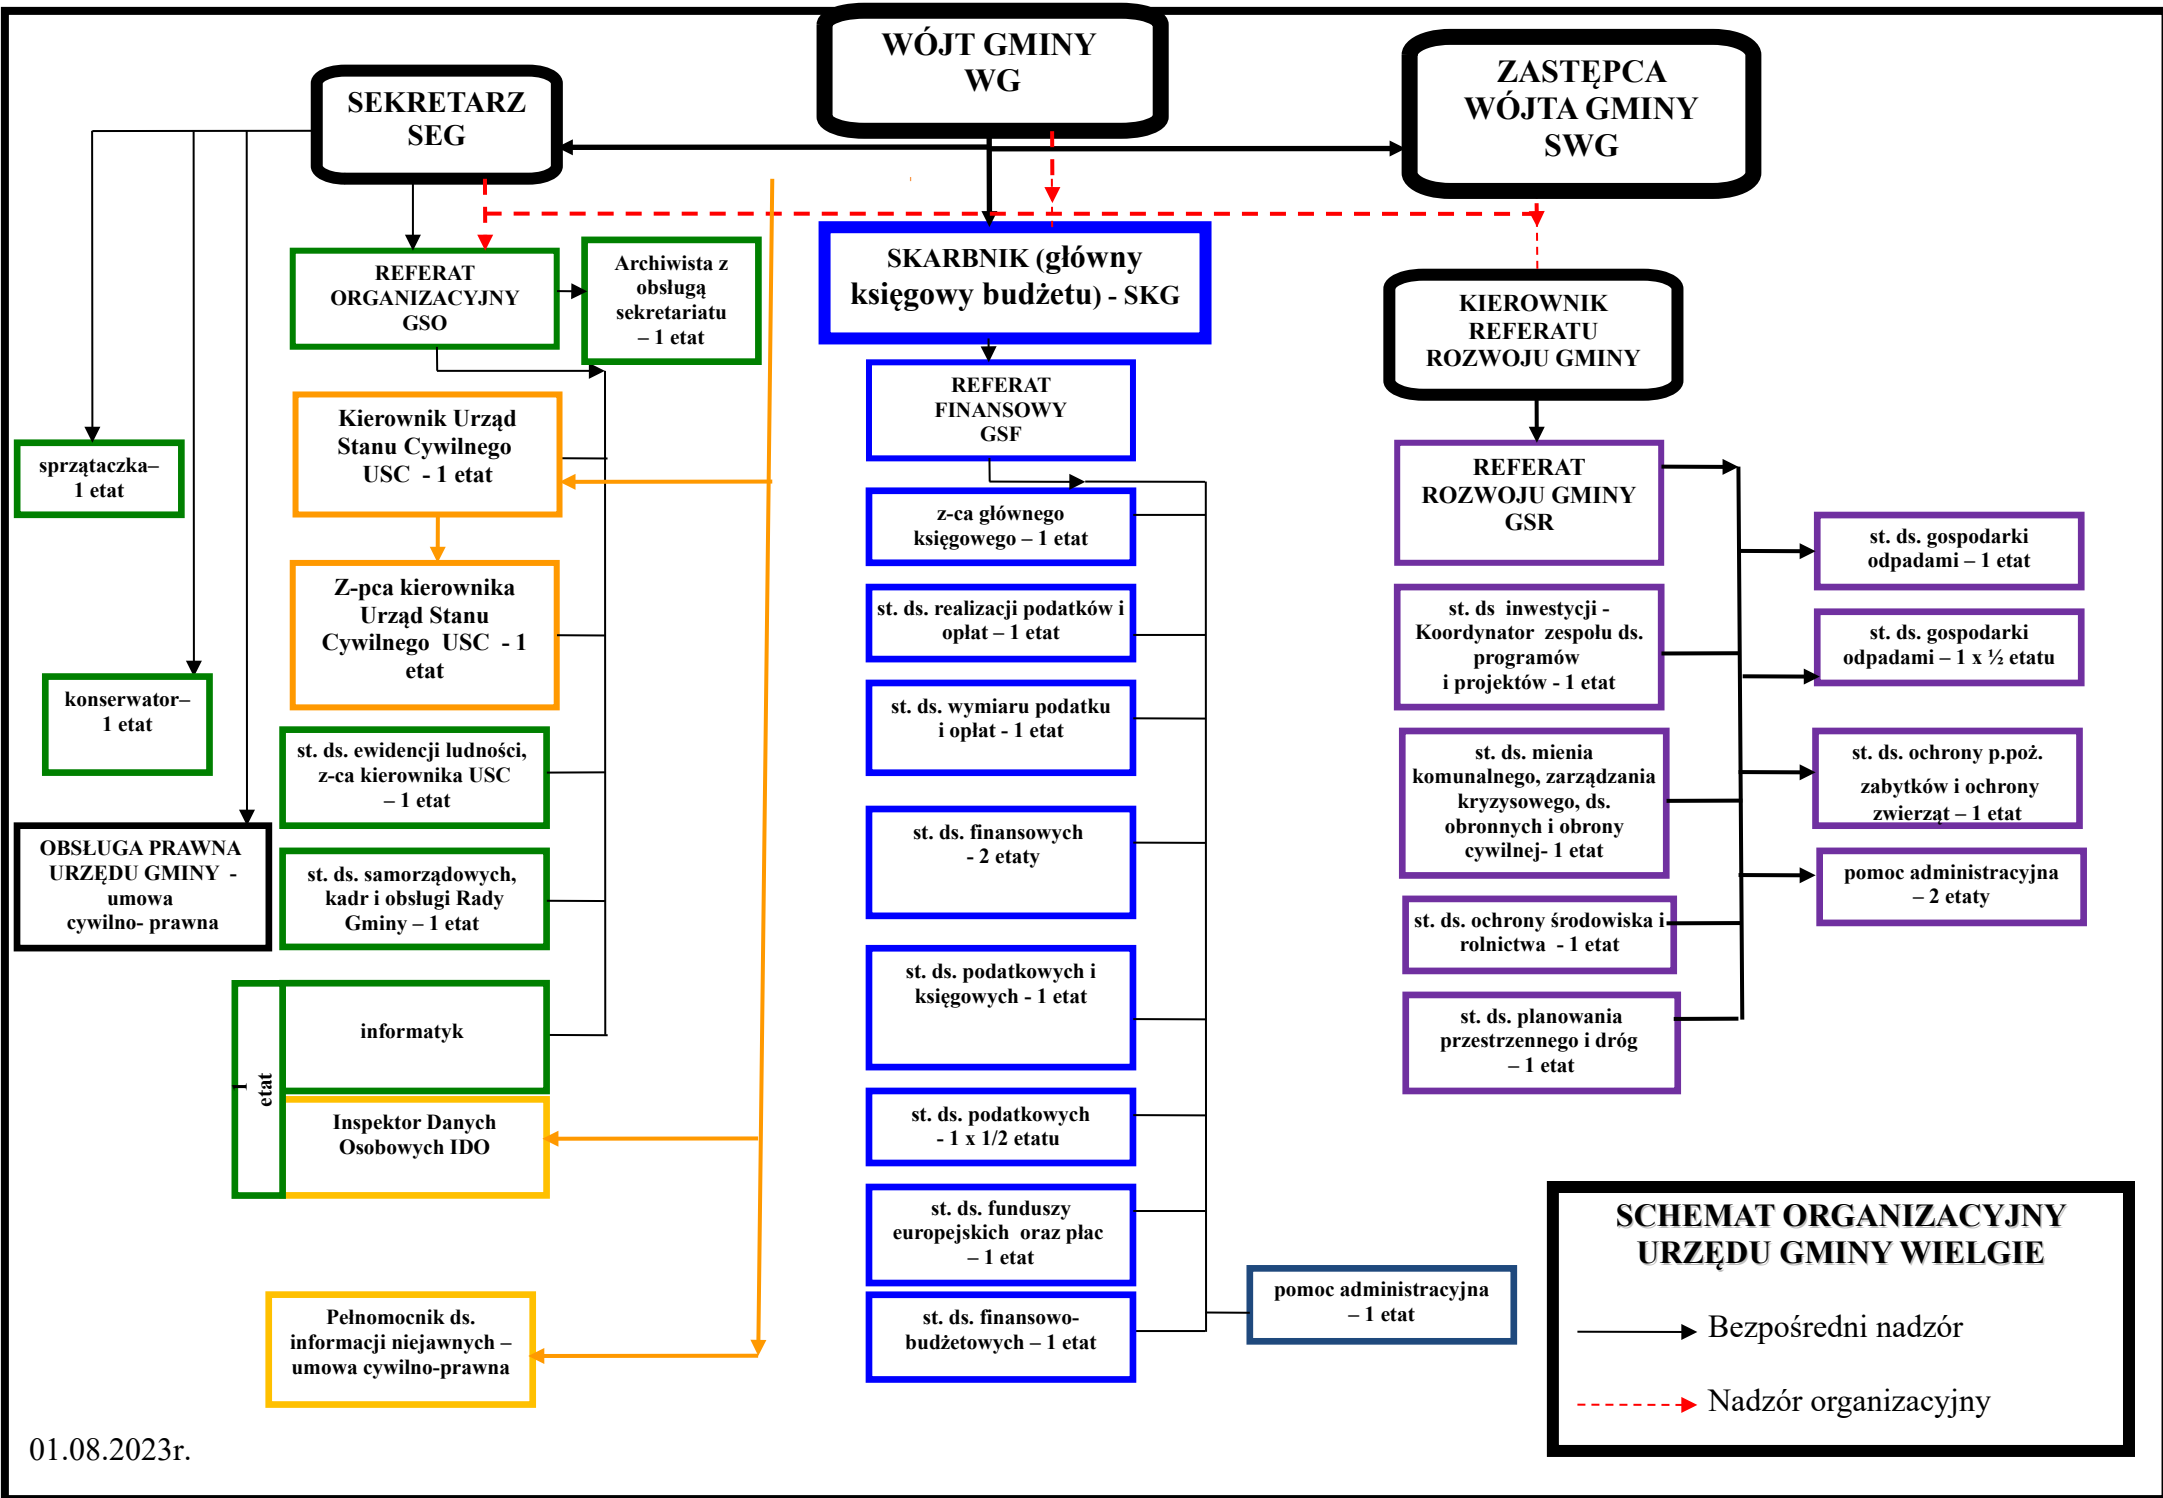 WÓJT GMINY
WG
SEKRETARZ
SEG
ZASTĘPCA
WÓJTA GMINY
SWG
REFERAT
ORGANIZACYJNY
GSO
Archiwista z
obsługą
sekretariatu
– 1 etat
SKARBNIK (główny
księgowy budżetu) - SKG
KIEROWNIK
REFERATU
ROZWOJU GMINY
sprzątaczka–
1 etat
konserwator–
1 etat
OBSŁUGA PRAWNA
URZĘDU GMINY -
umowa
cywilno- prawna
Kierownik Urząd
Stanu Cywilnego
USC - 1 etat
Z-pca kierownika
Urząd Stanu
Cywilnego USC - 1
etat
st. ds. ewidencji ludności,
z-ca kierownika USC
– 1 etat
st. ds. samorządowych,
kadr i obsługi Rady
Gminy – 1 etat
1
etat
informatyk
Inspektor Danych
Osobowych IDO
Pełnomocnik ds.
informacji niejawnych –
umowa cywilno-prawna
REFERAT
FINANSOWY
GSF
z-ca głównego
księgowego – 1 etat
st. ds. realizacji podatków i
opłat – 1 etat
st. ds. wymiaru podatku
i opłat - 1 etat
st. ds. finansowych
- 2 etaty
st. ds. podatkowych i
księgowych - 1 etat
st. ds. podatkowych
- 1 x 1/2 etatu
st. ds. funduszy
europejskich oraz płac
– 1 etat
st. ds. finansowo-
budżetowych – 1 etat
pomoc administracyjna
– 1 etat
REFERAT
ROZWOJU GMINY
GSR
st. ds inwestycji -
Koordynator zespołu ds.
programów
i projektów - 1 etat
st. ds. mienia
komunalnego, zarządzania
kryzysowego, ds.
obronnych i obrony
cywilnej- 1 etat
st. ds. ochrony środowiska i
rolnictwa - 1 etat
st. ds. planowania
przestrzennego i dróg
– 1 etat
st. ds. gospodarki
odpadami – 1 etat
st. ds. gospodarki
odpadami – 1 x ½ etatu
st. ds. ochrony p.poż.
zabytków i ochrony
zwierząt – 1 etat
pomoc administracyjna
– 2 etaty
SCHEMAT ORGANIZACYJNY
URZĘDU GMINY WIELGIE
Bezpośredni nadzór
Nadzór organizacyjny
01.08.2023r.